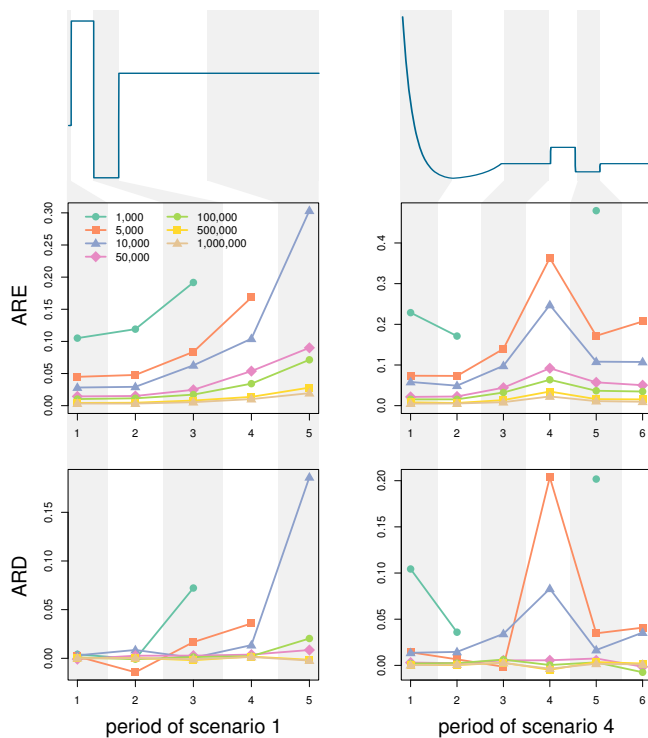 ARE
0.00 0.05 0.10 0.15 0.20 0.25 0.30
1,000
5,000
10,000
50,000
100,000
500,000
1,000,000
1 2 3 4 5
0.0 0.1 0.2 0.3 0.4
1 2 3 4 5 6
ARD
0.00 0.05 0.10 0.15
1 2 3 4 5
period of scenario 1
0.00 0.05 0.10 0.15 0.20
1 2 3 4 5 6
period of scenario 4